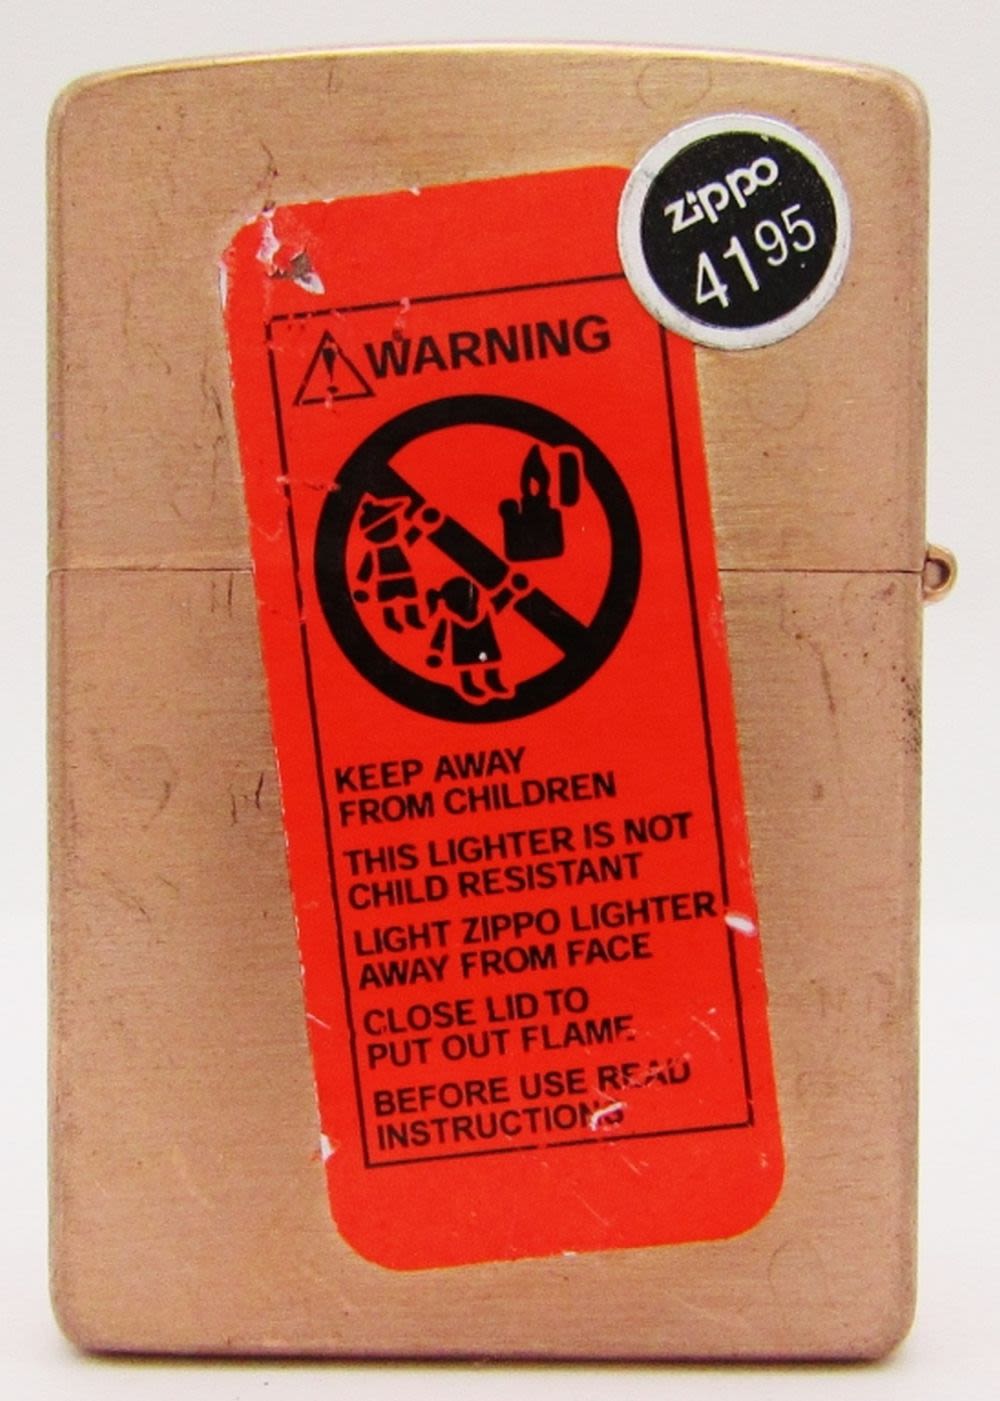 zippo
4195
WARNING
KEEP AWAY
FROM CHILDREN
THIS LIGHTER IS NOT
CHILD RESISTANT
LIGHT ZIPPO LIGHTER
AWAY FROM FACE
CLOSE LID TO
PUT OUT FLAME
BEFORE USE READ
INSTRUCTIONS